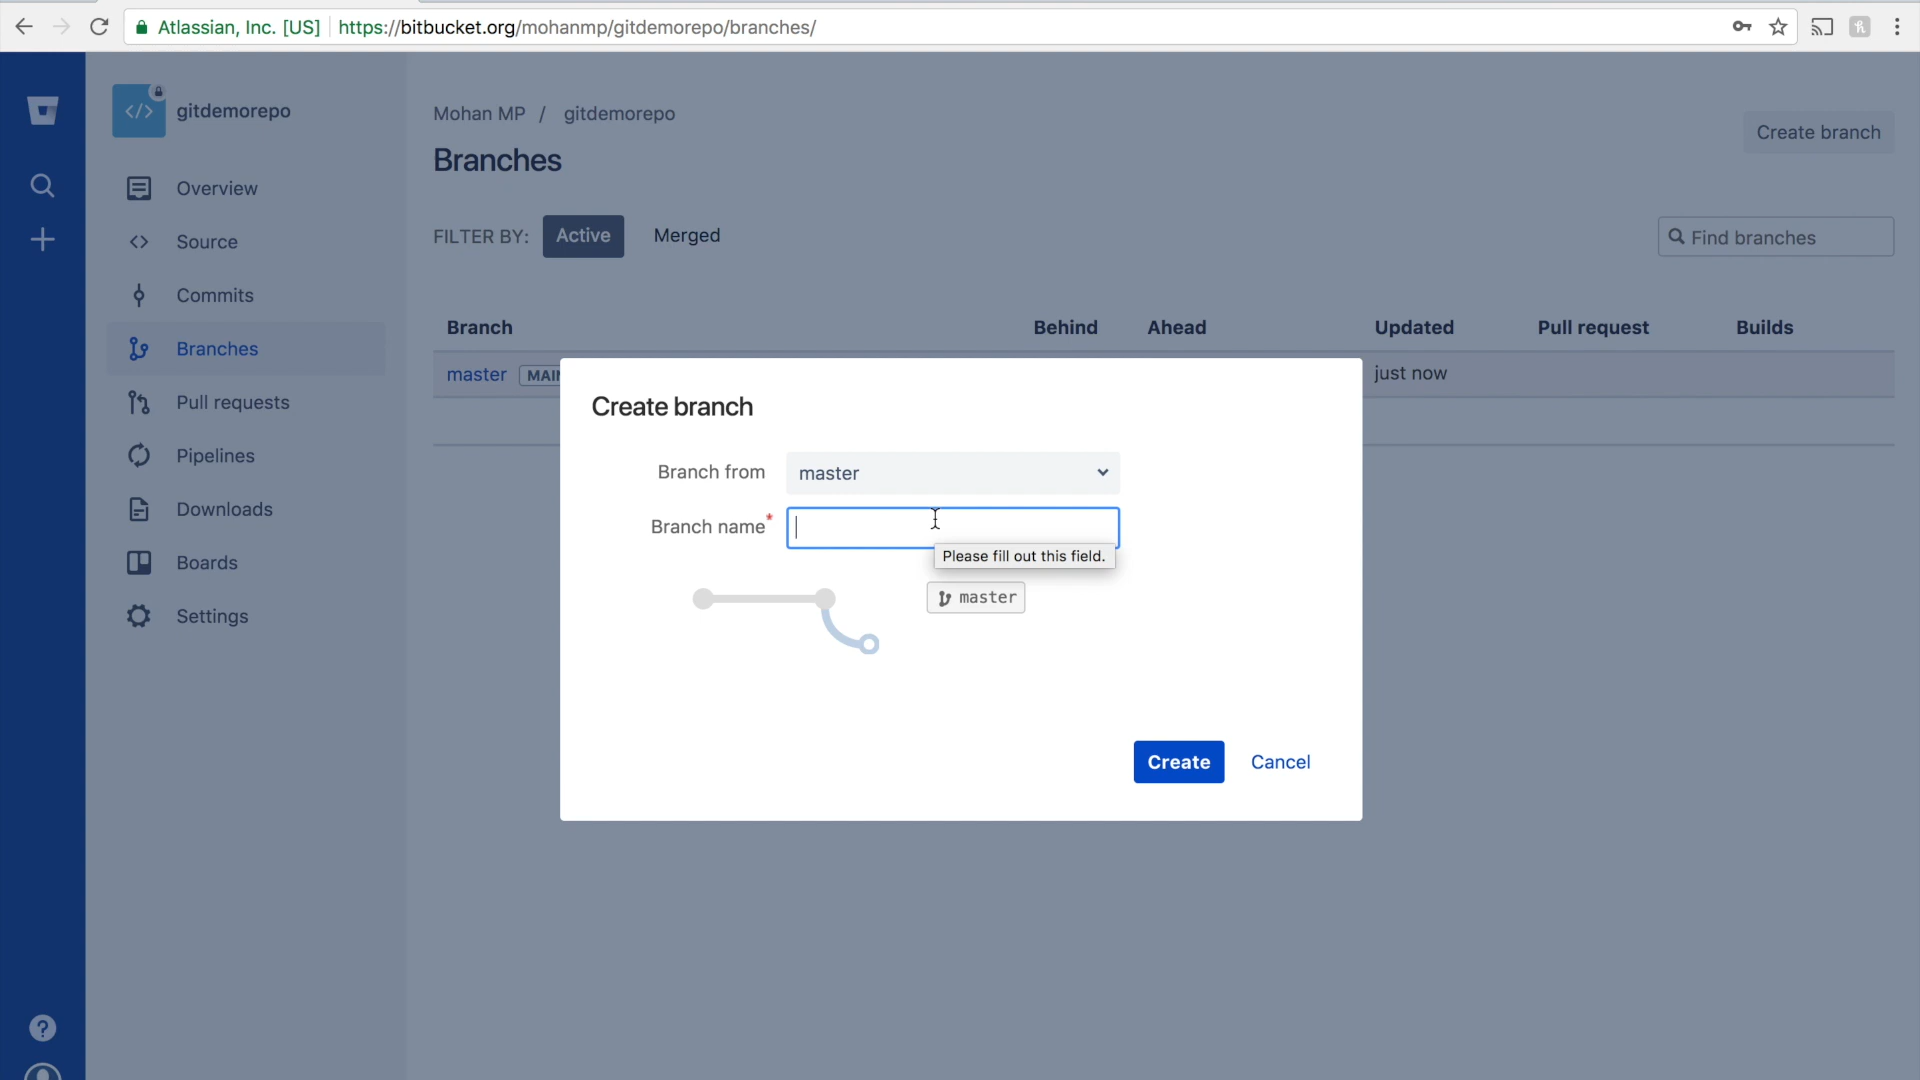 Atlassian, Inc. [US] https://bitbucket.org/mohanmp/gitdemorepo/branches/
gitdemorepo
Overview
Source
Commits
Branches
Pull requests
Pipelines
Downloads
Boards
Settings
Mohan MP / gitdemorepo
Create branch
Branches
FILTER BY: Active Merged
Find branches
Branch Behind Ahead Updated Pull request Builds
master just now
Create branch
Branch from master
Branch name*
Please fill out this field.
master
Create Cancel